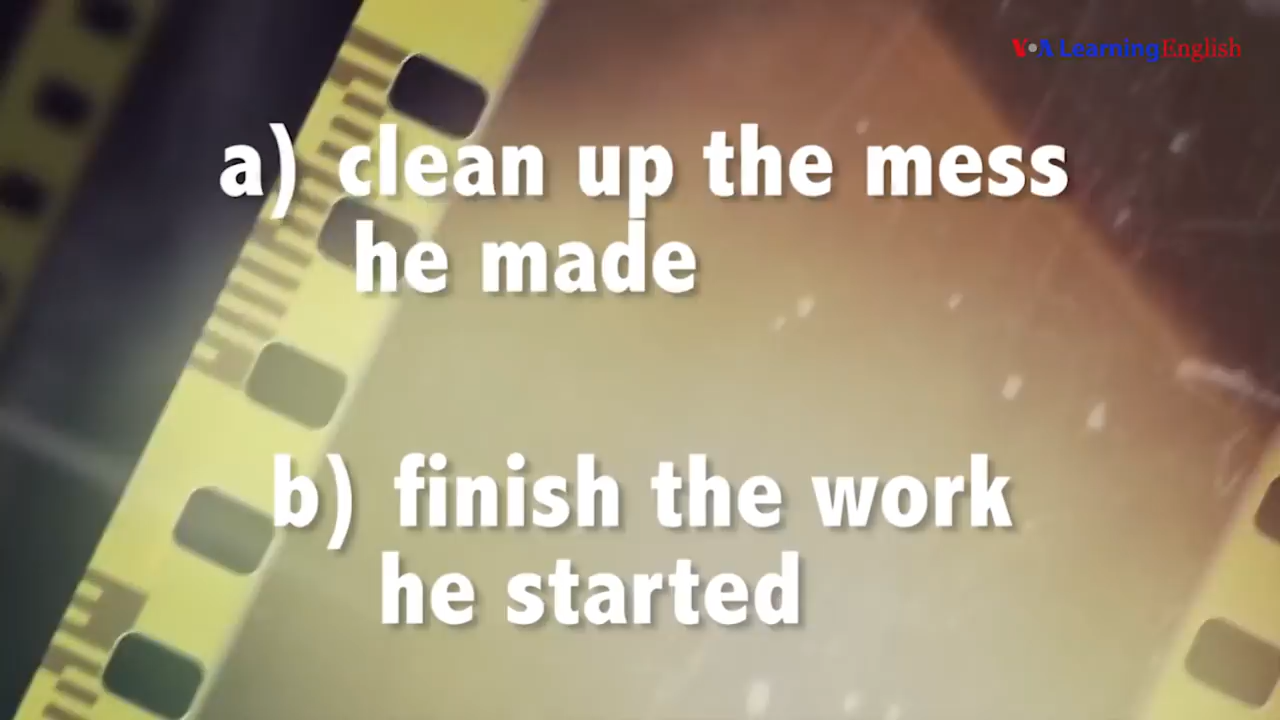 VOA Learning English
a) clean up the mess
he made
b) finish the work
he started